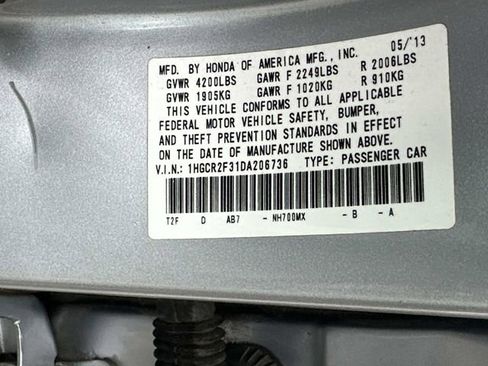 MFD. BY HONDA OF AMERICA MFG., INC. 05/13
GVWR 4200LBS GAWR F 2249LBS R 2006LBS
GVWR 1905KG GAWR F 1020KG R 910KG
THIS VEHICLE CONFORMS TO ALL APPLICABLE
FEDERAL MOTOR VEHICLE SAFETY, BUMPER,
AND THEFT PREVENTION STANDARDS IN EFFECT
ON THE DATE OF MANUFACTURE SHOWN ABOVE.
V.I.N.: 1HGCR2F31DA206736 TYPE: PASSENGER CAR
T2F D AB7 - NH700MX - B - A